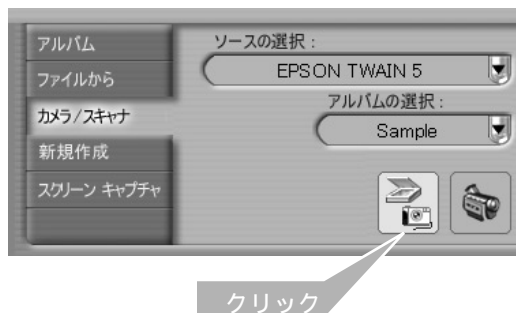 アルバム
ファイルから
カメラ/スキャナ
新規作成
スクリーン キャプチャ
ソースの選択 :
EPSON TWAIN 5
アルバムの選択 :
Sample
クリック